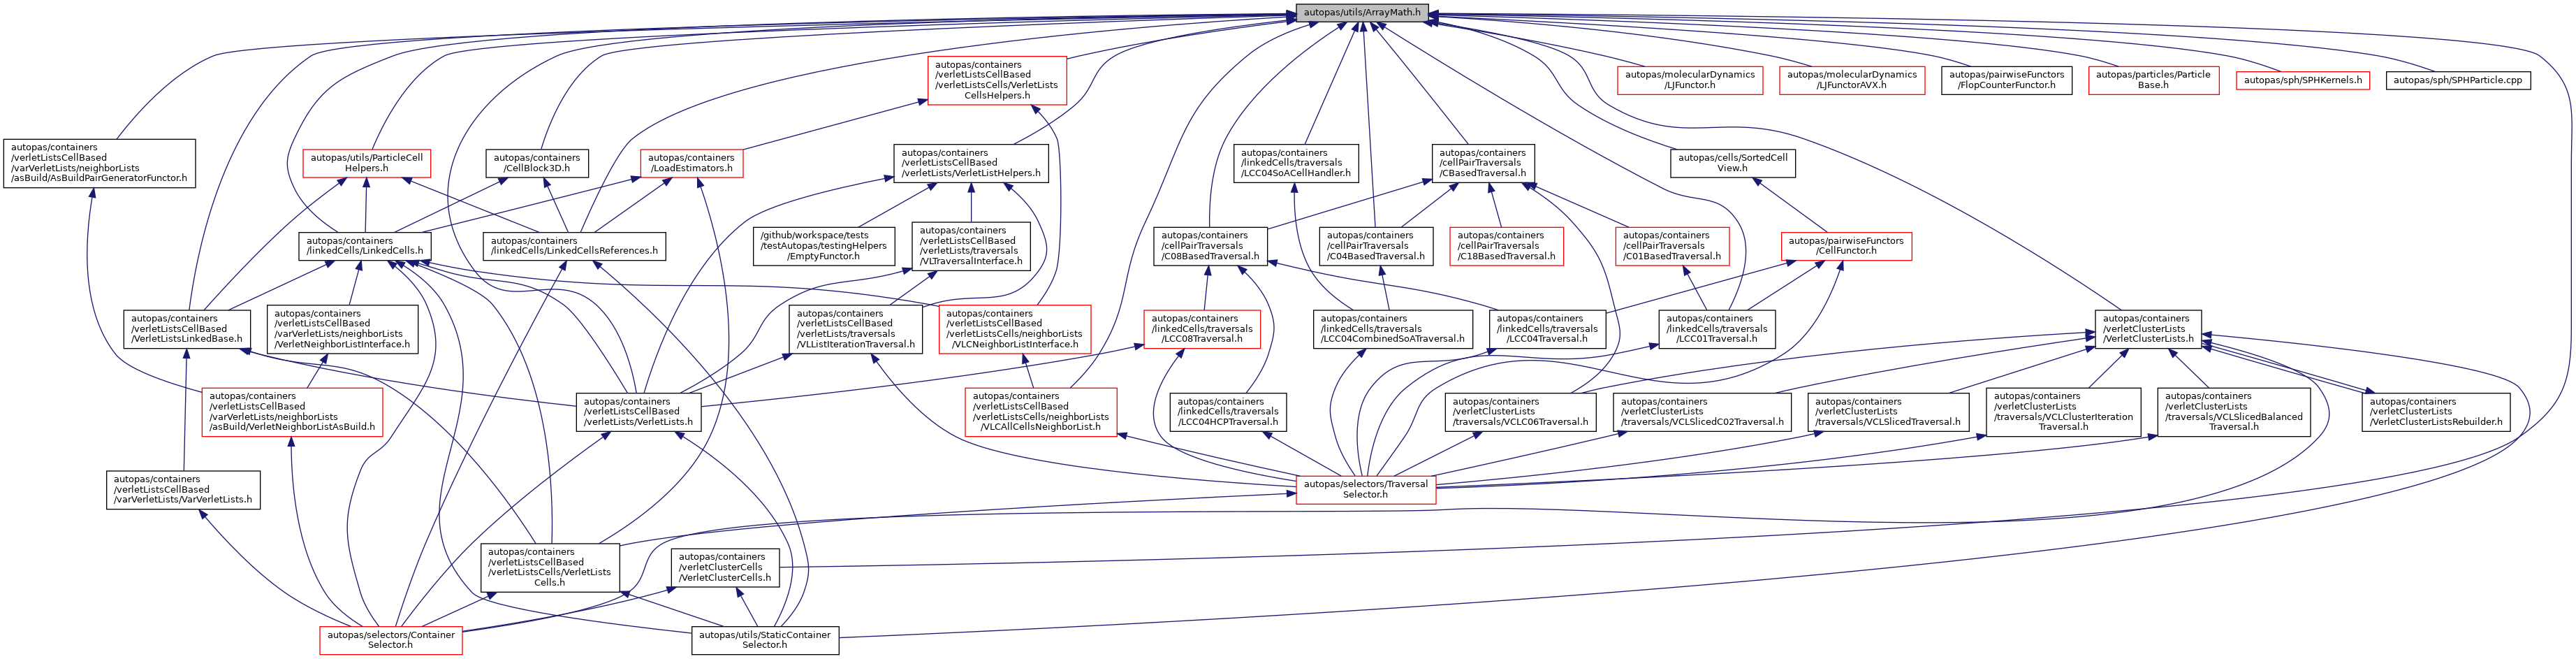 autopas/utils/ArrayMath.h
autopas/containers
/verletListsCellBased
/verletListsCells/VerletLists
CellsHelpers.h
autopas/molecularDynamics
/LJFunctor.h
autopas/molecularDynamics
/LJFunctorAVX.h
autopas/pairwiseFunctors
/FlopCounterFunctor.h
autopas/particles/Particle
Base.h
autopas/sph/SPHKernels.h
autopas/sph/SPHParticle.cpp
autopas/containers
/verletListsCellBased
/varVerletLists/neighborLists
/asBuild/AsBuildPairGeneratorFunctor.h
autopas/utils/ParticleCell
Helpers.h
autopas/containers
/CellBlock3D.h
autopas/containers
/LoadEstimators.h
autopas/containers
/verletListsCellBased
/verletLists/VerletListHelpers.h
autopas/containers
/linkedCells/traversals
/LCC04SoACellHandler.h
autopas/containers
/cellPairTraversals
/CBasedTraversal.h
autopas/cells/SortedCell
View.h
autopas/containers
/linkedCells/LinkedCells.h
autopas/containers
/linkedCells/LinkedCellsReferences.h
/github/workspace/tests
/testAutopas/testingHelpers
/EmptyFunctor.h
autopas/containers
/verletListsCellBased
/verletLists/traversals
/VLTraversalInterface.h
autopas/containers
/cellPairTraversals
/C08BasedTraversal.h
autopas/containers
/cellPairTraversals
/C04BasedTraversal.h
autopas/containers
/cellPairTraversals
/C18BasedTraversal.h
autopas/containers
/cellPairTraversals
/C01BasedTraversal.h
autopas/pairwiseFunctors
/CellFunctor.h
autopas/containers
/verletListsCellBased
/VerletListsLinkedBase.h
autopas/containers
/verletListsCellBased
/varVerletLists/neighborLists
/VerletNeighborListInterface.h
autopas/containers
/verletListsCellBased
/verletLists/traversals
/VLListIterationTraversal.h
autopas/containers
/verletListsCellBased
/verletListsCells/neighborLists
/VLCNeighborListInterface.h
autopas/containers
/linkedCells/traversals
/LCC08Traversal.h
autopas/containers
/linkedCells/traversals
/LCC04CombinedSoATraversal.h
autopas/containers
/linkedCells/traversals
/LCC04Traversal.h
autopas/containers
/linkedCells/traversals
/LCC01Traversal.h
autopas/containers
/verletClusterLists
/VerletClusterLists.h
autopas/containers
/verletListsCellBased
/varVerletLists/neighborLists
/asBuild/VerletNeighborListAsBuild.h
autopas/containers
/verletListsCellBased
/verletLists/VerletLists.h
autopas/containers
/verletListsCellBased
/verletListsCells/neighborLists
/VLCAllCellsNeighborList.h
autopas/containers
/linkedCells/traversals
/LCC04HCPTraversal.h
autopas/containers
/verletClusterLists
/traversals/VCLC06Traversal.h
autopas/containers
/verletClusterLists
/traversals/VCLSlicedC02Traversal.h
autopas/containers
/verletClusterLists
/traversals/VCLSlicedTraversal.h
autopas/containers
/verletClusterLists
/traversals/VCLClusterIteration
Traversal.h
autopas/containers
/verletClusterLists
/traversals/VCLSlicedBalanced
Traversal.h
autopas/containers
/verletClusterLists
/VerletClusterListsRebuilder.h
autopas/containers
/verletListsCellBased
/varVerletLists/VarVerletLists.h
autopas/selectors/Traversal
Selector.h
autopas/containers
/verletListsCellBased
/verletListsCells/VerletLists
Cells.h
autopas/containers
/verletClusterCells
/VerletClusterCells.h
autopas/selectors/Container
Selector.h
autopas/utils/StaticContainer
Selector.h